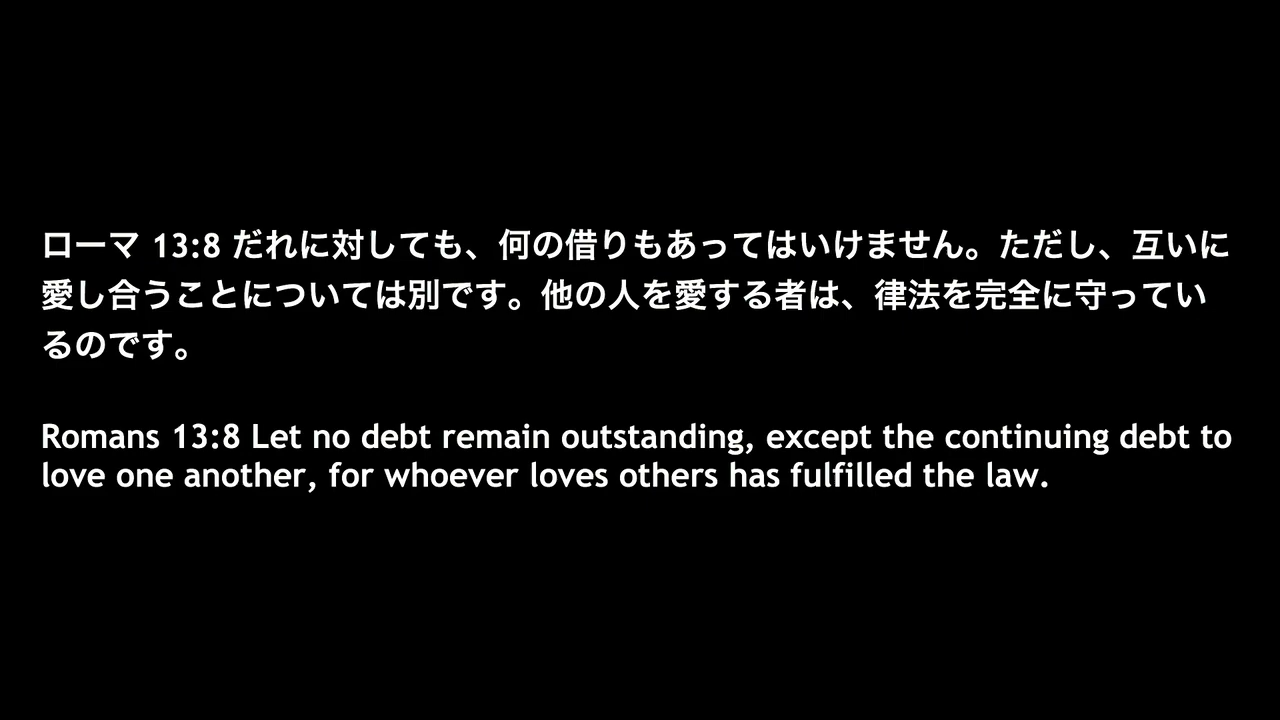 ローマ 13:8 だれに対しても、何の借りもあってはいけません。ただし、互いに
愛し合うことについては別です。他の人を愛する者は、律法を完全に守ってい
るのです。
Romans 13:8 Let no debt remain outstanding, except the continuing debt to
love one another, for whoever loves others has fulfilled the law.